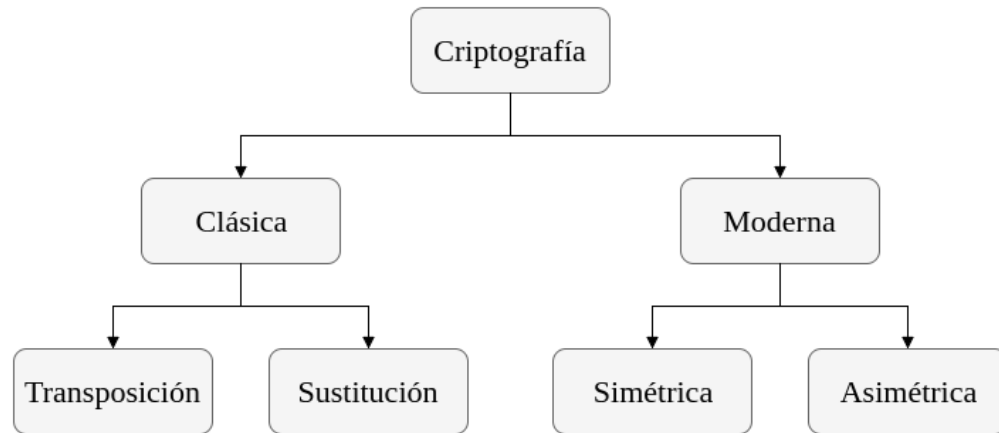 Criptografía
Clásica
Moderna
Transposición
Sustitución
Simétrica
Asimétrica